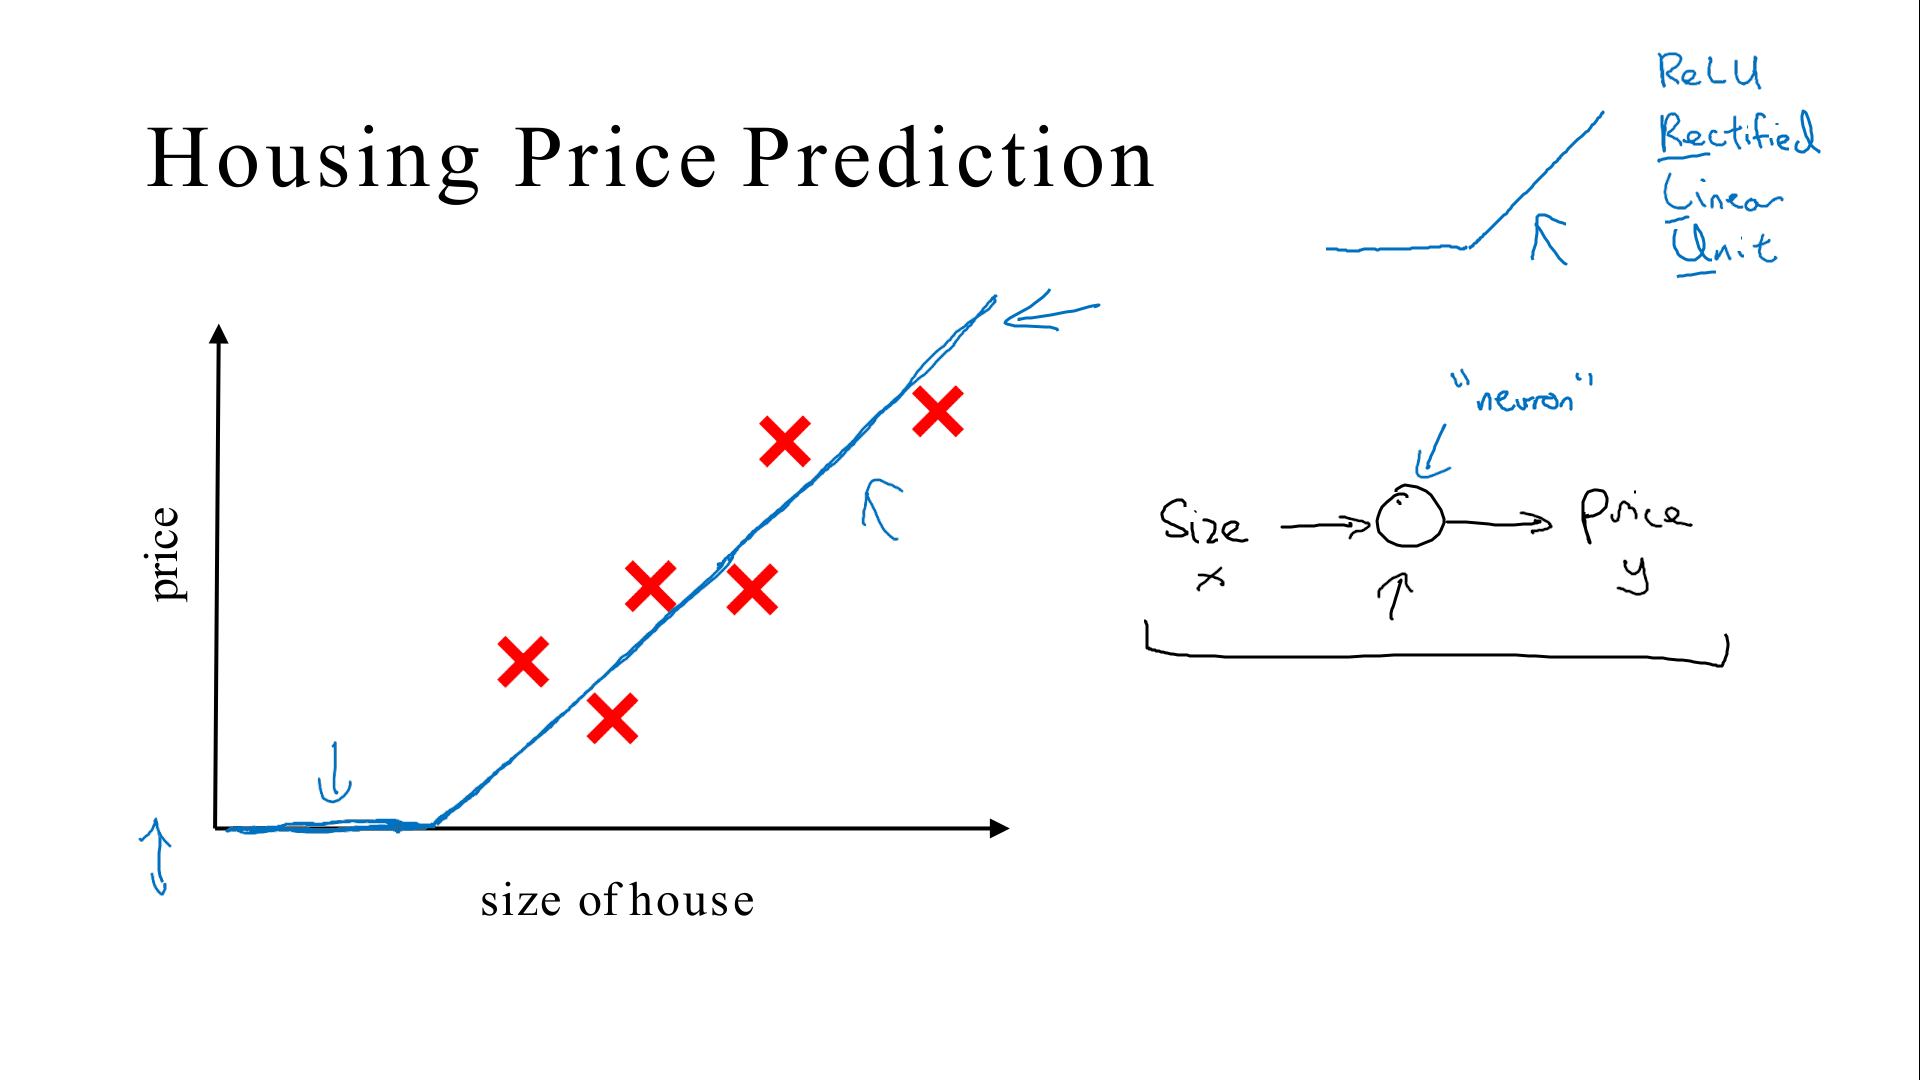 Housing Price Prediction
ReLU
Rectified
Linear
Unit
price
size of house
"neuron"
Size
x
Price
y